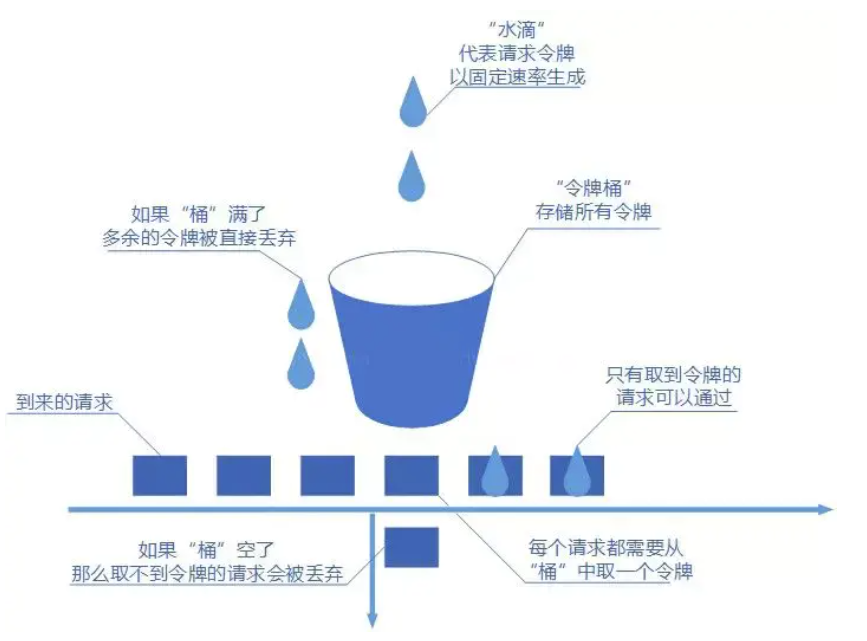 “水滴”
代表请求令牌
以固定速率生成
“令牌桶”
存储所有令牌
如果“桶”满了
多余的令牌被直接丢弃
只有取到令牌的
请求可以通过
到来的请求
如果“桶”空了
那么取不到令牌的请求会被丢弃
每个请求都需要从
“桶”中取一个令牌